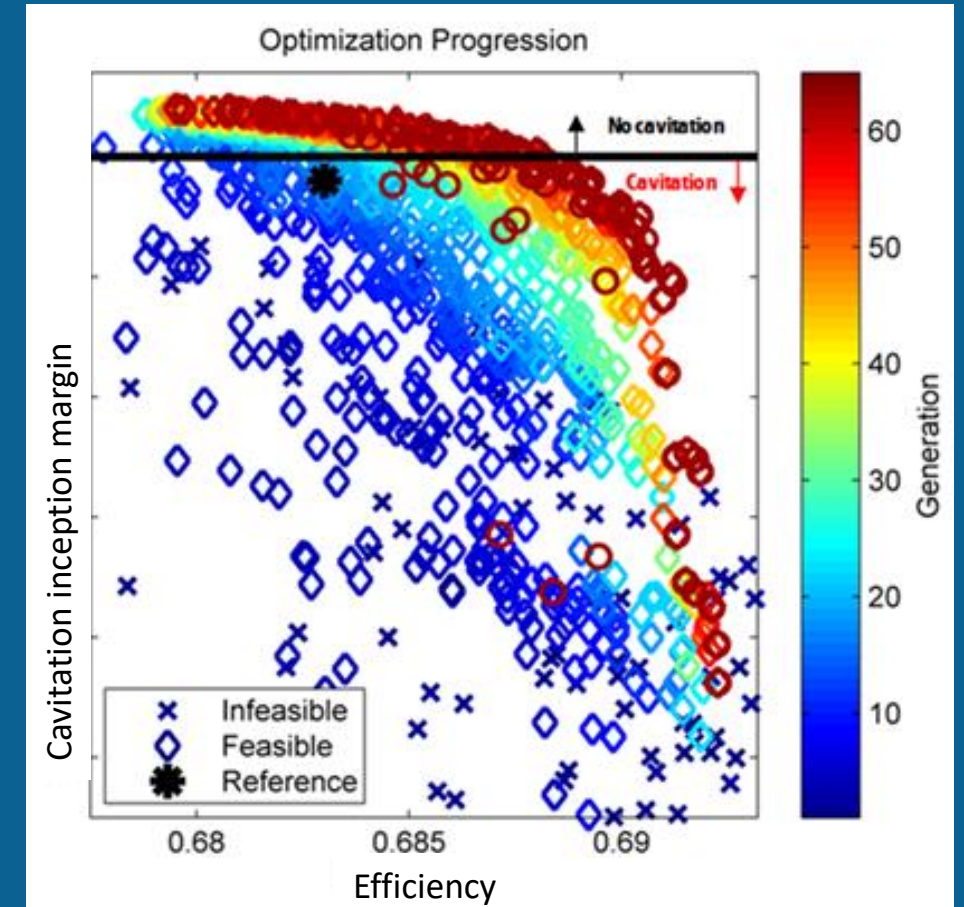 Optimization Progression
No cavitation
Cavitation
Cavitation inception margin
Infeasible
Feasible
Reference
0.68 0.685 0.69
Efficiency
60
50
40
30
20
10
Generation